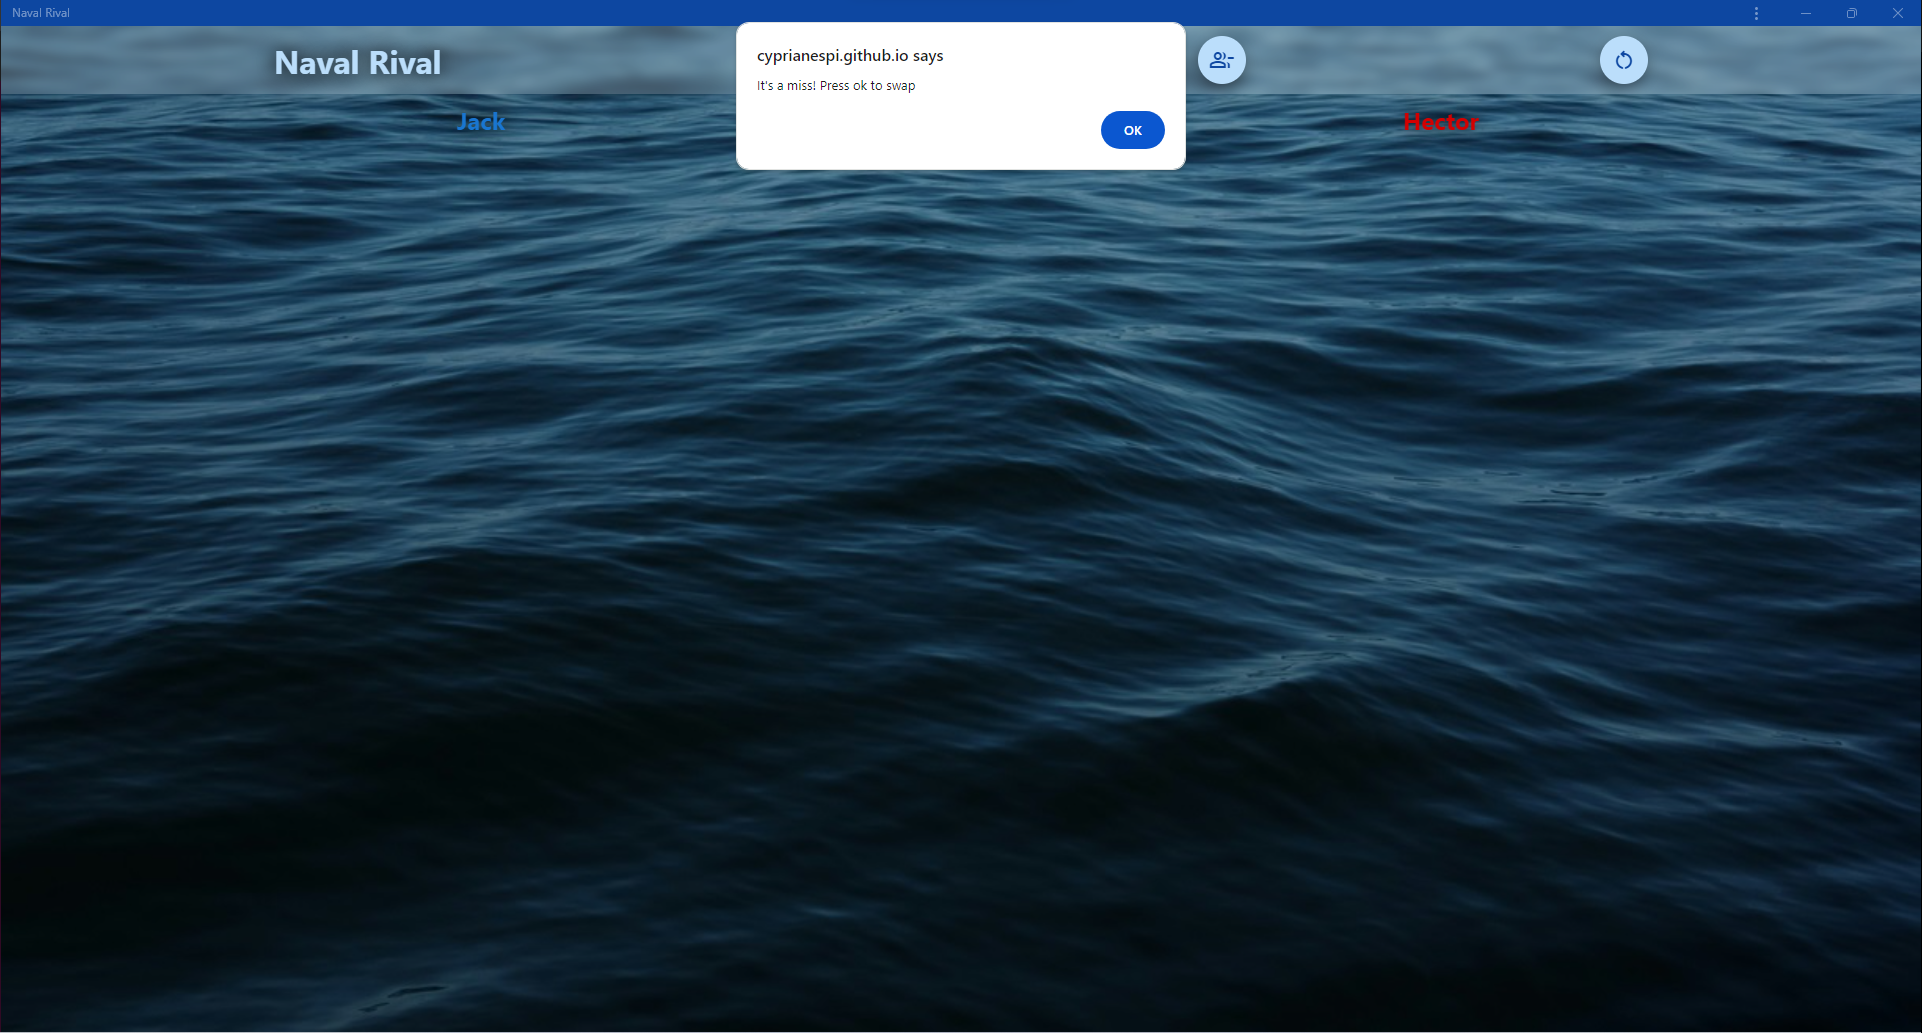 Naval Rival
Naval Rival
cyprianespi.github.io says
It's a miss! Press ok to swap
OK
Jack
Hector